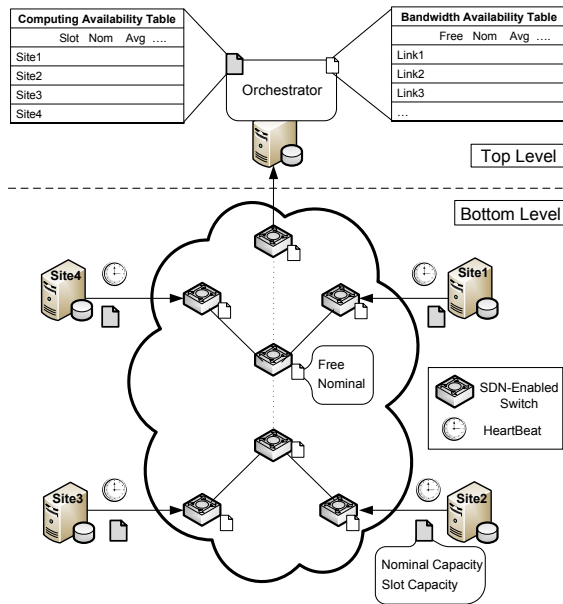 Computing Availability Table
Slot Nom Avg ….
Site1
Site2
Site3
Site4
Orchestrator
Bandwidth Availability Table
Free Nom Avg ….
Link1
Link2
Link3
…
Top Level
Bottom Level
Site4
Site1
Free
Nominal
SDN-Enabled
Switch
HeartBeat
Site3
Site2
Nominal Capacity
Slot Capacity